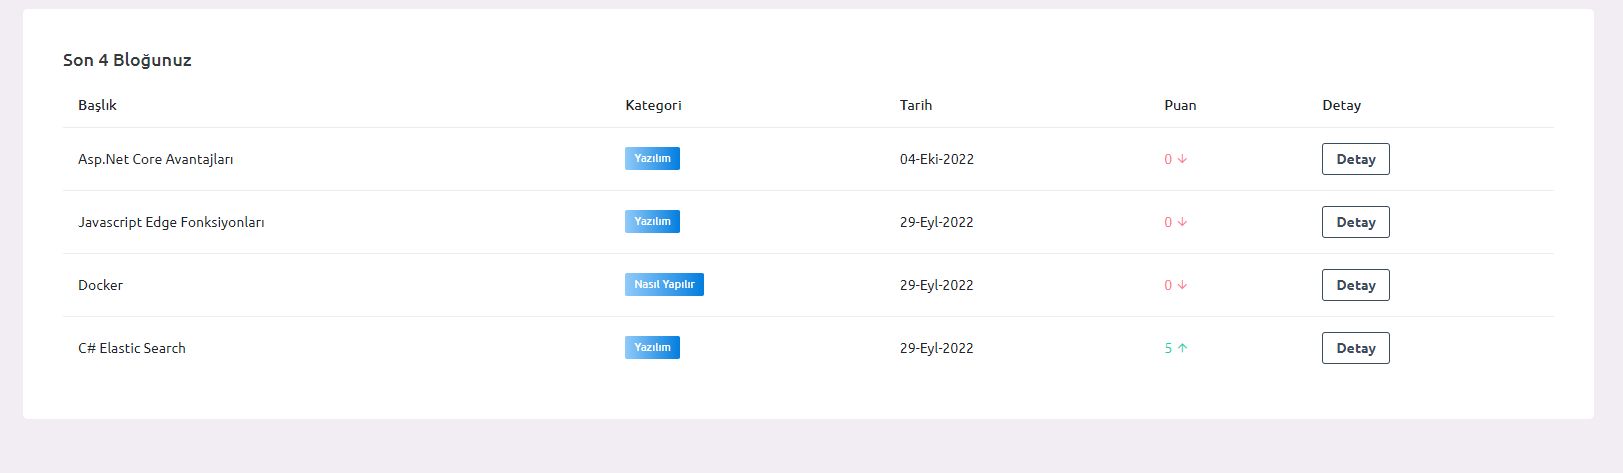 Son 4 Bloğunuz
Başlık Kategori Tarih Puan Detay
Asp.Net Core Avantajları Yazılım 04-Eki-2022 0 ↓ Detay
Javascript Edge Fonksiyonları Yazılım 29-Eyl-2022 0 ↓ Detay
Docker Nasıl Yapılır 29-Eyl-2022 0 ↓ Detay
C# Elastic Search Yazılım 29-Eyl-2022 5 ↑ Detay